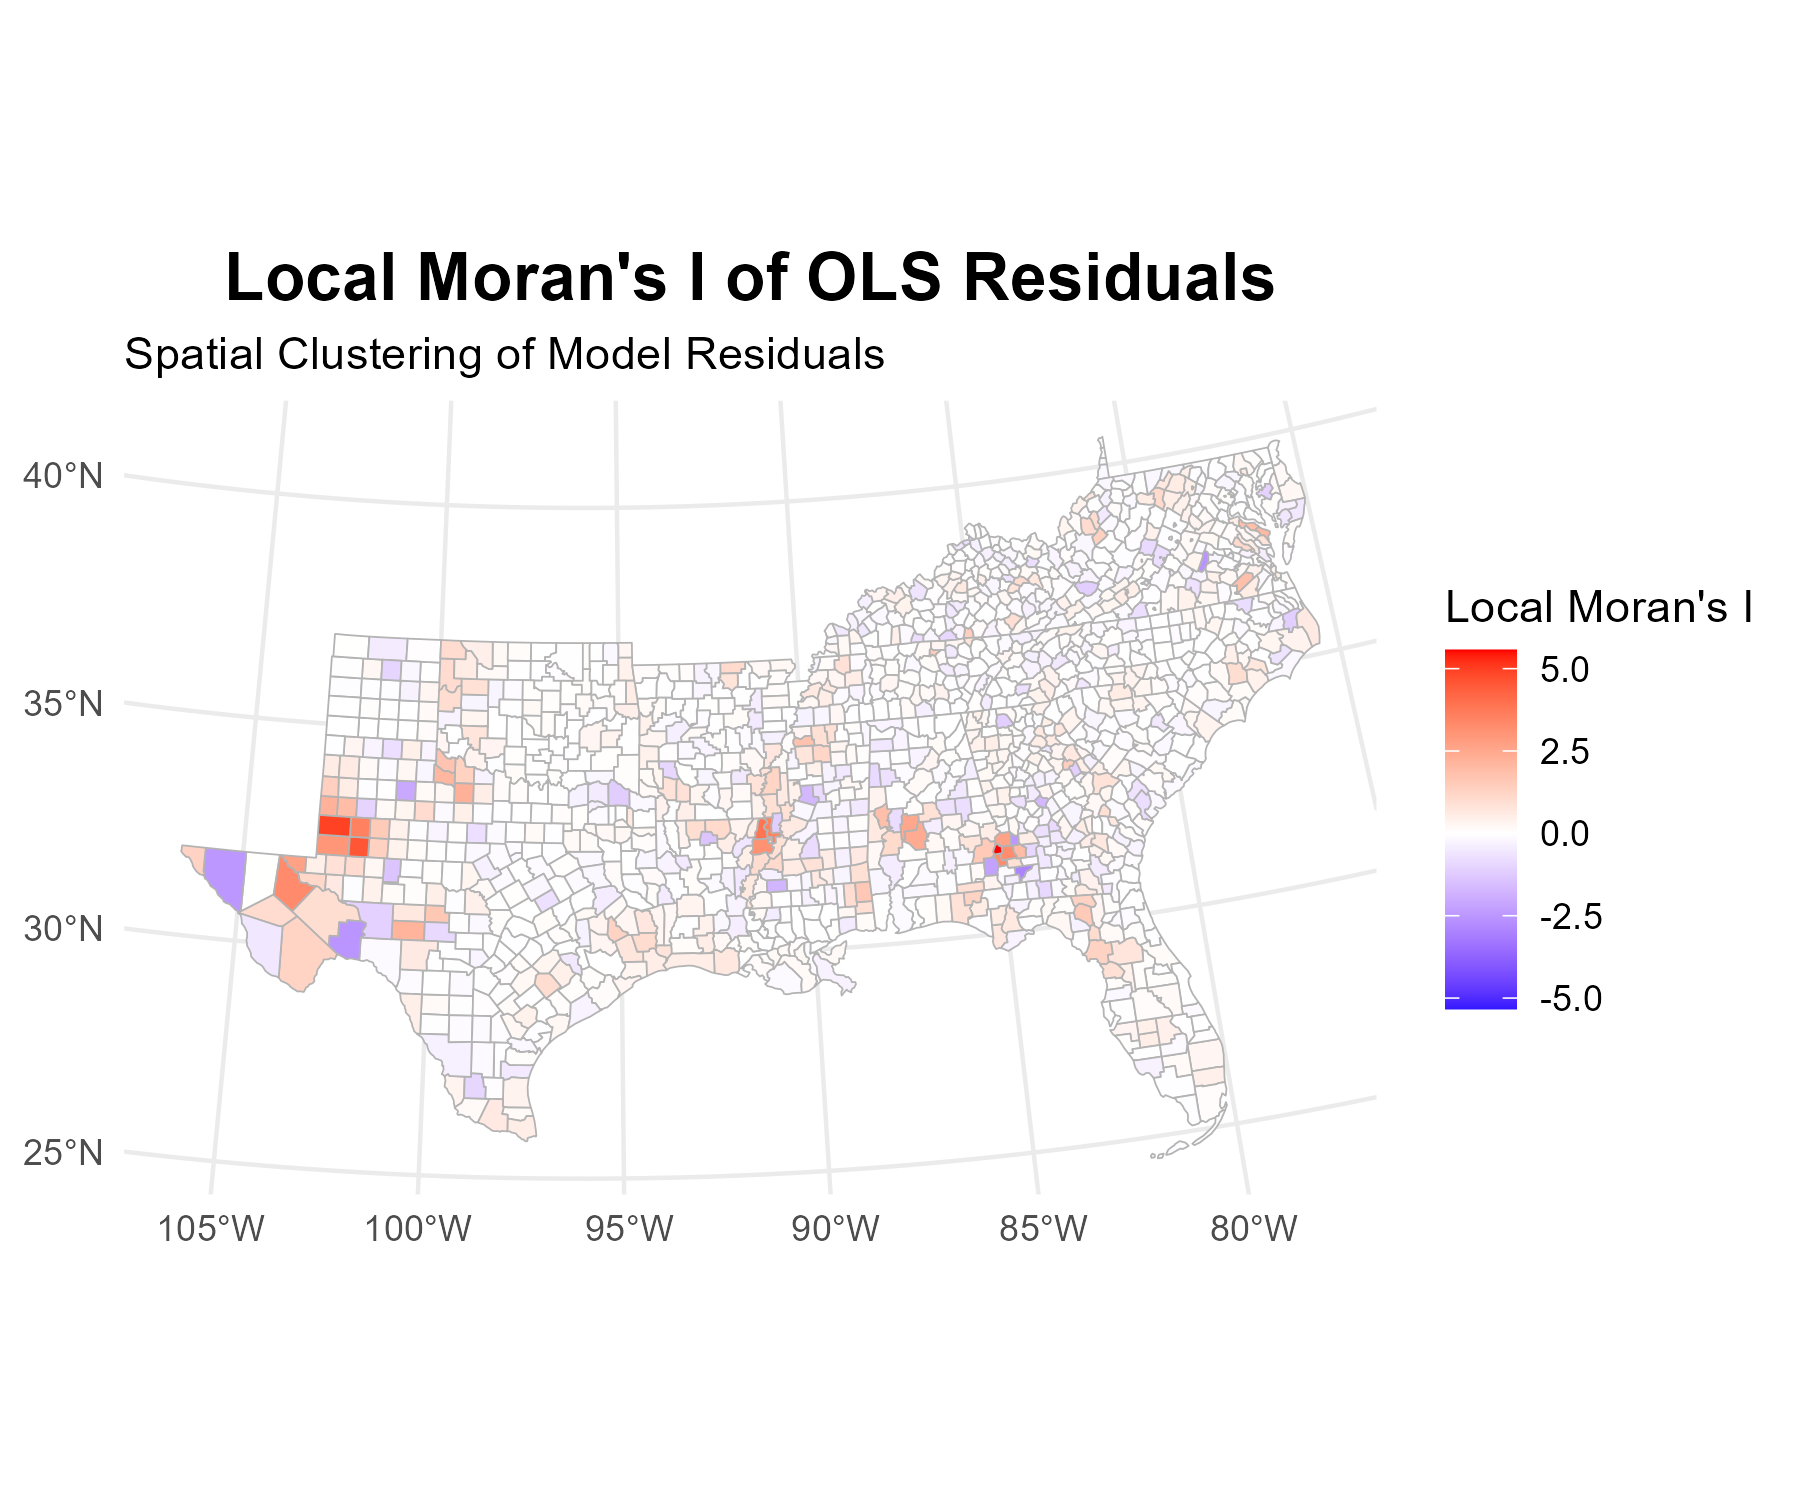 Local Moran's I of OLS Residuals
Spatial Clustering of Model Residuals
40°N
35°N
30°N
25°N
105°W 100°W 95°W 90°W 85°W 80°W
Local Moran's I
5.0
2.5
0.0
-2.5
-5.0